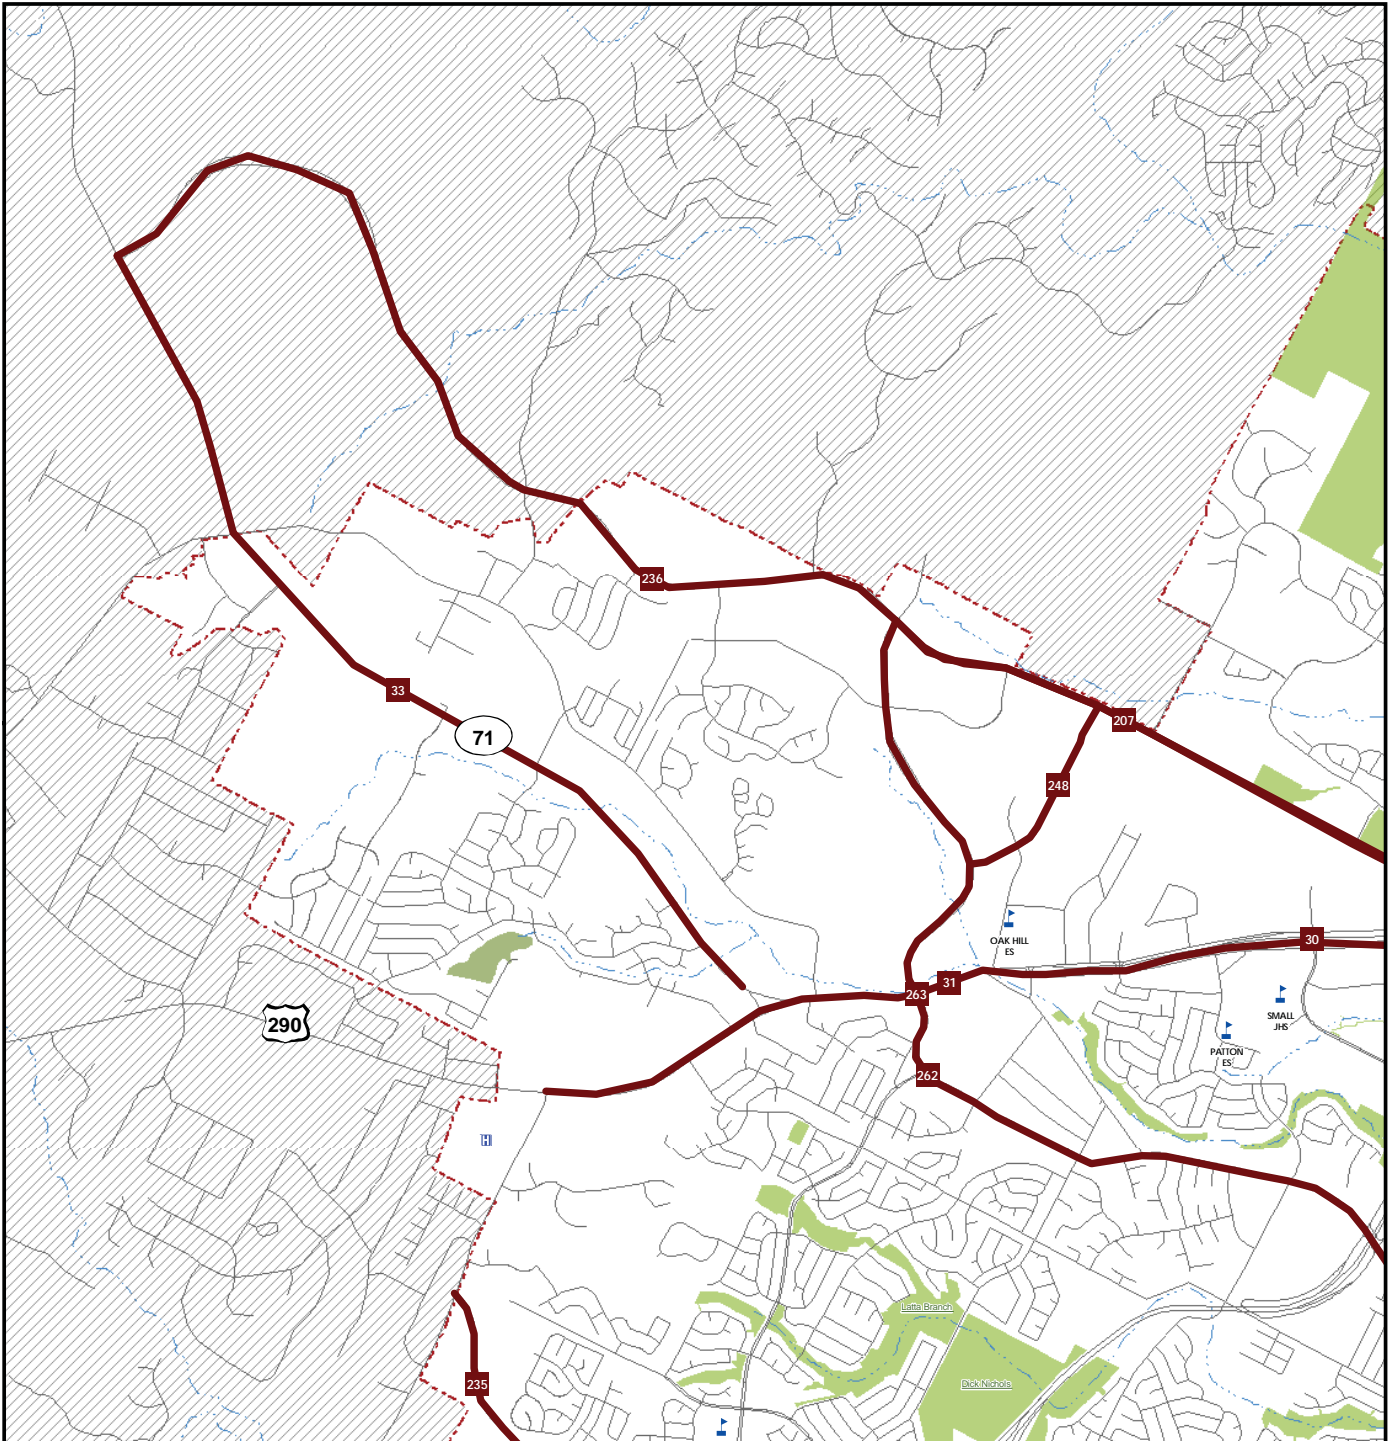 236
33
71
207
248
OAK HILL
ES
30
31
263
SMALL
JHS
290
PATTON
ES
262
H
Latta Branch
Dick Nichols
235